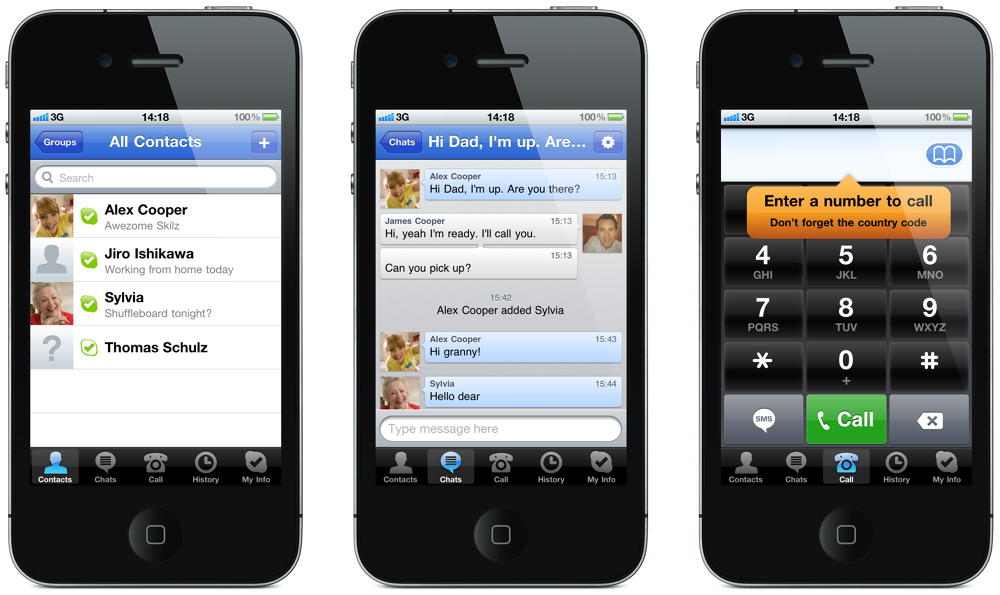 3G 14:18 100%
Groups All Contacts +
Search
Alex Cooper
Awesome Skilz
Jiro Ishikawa
Working from home today
Sylvia
Shuffleboard tonight?
?
Thomas Schulz
Contacts Chats Call History My Info
3G 14:18 100%
Chats Hi Dad, I'm up. Are...
Alex Cooper 15:13
Hi Dad, I'm up. Are you there?
James Cooper 15:13
Hi, yeah I'm ready. I'll call you.
15:13
Can you pick up?
15:42
Alex Cooper added Sylvia
Alex Cooper 15:43
Hi granny!
Sylvia 15:44
Hello dear
Type message here
Contacts Chats Call History My Info
3G 14:18 100%
Enter a number to call
Don't forget the country code
4 5 6
GHI JKL MNO
7 8 9
PQRS TUV WXYZ
* 0 #
+
SMS Call
Contacts Chats Call History My Info